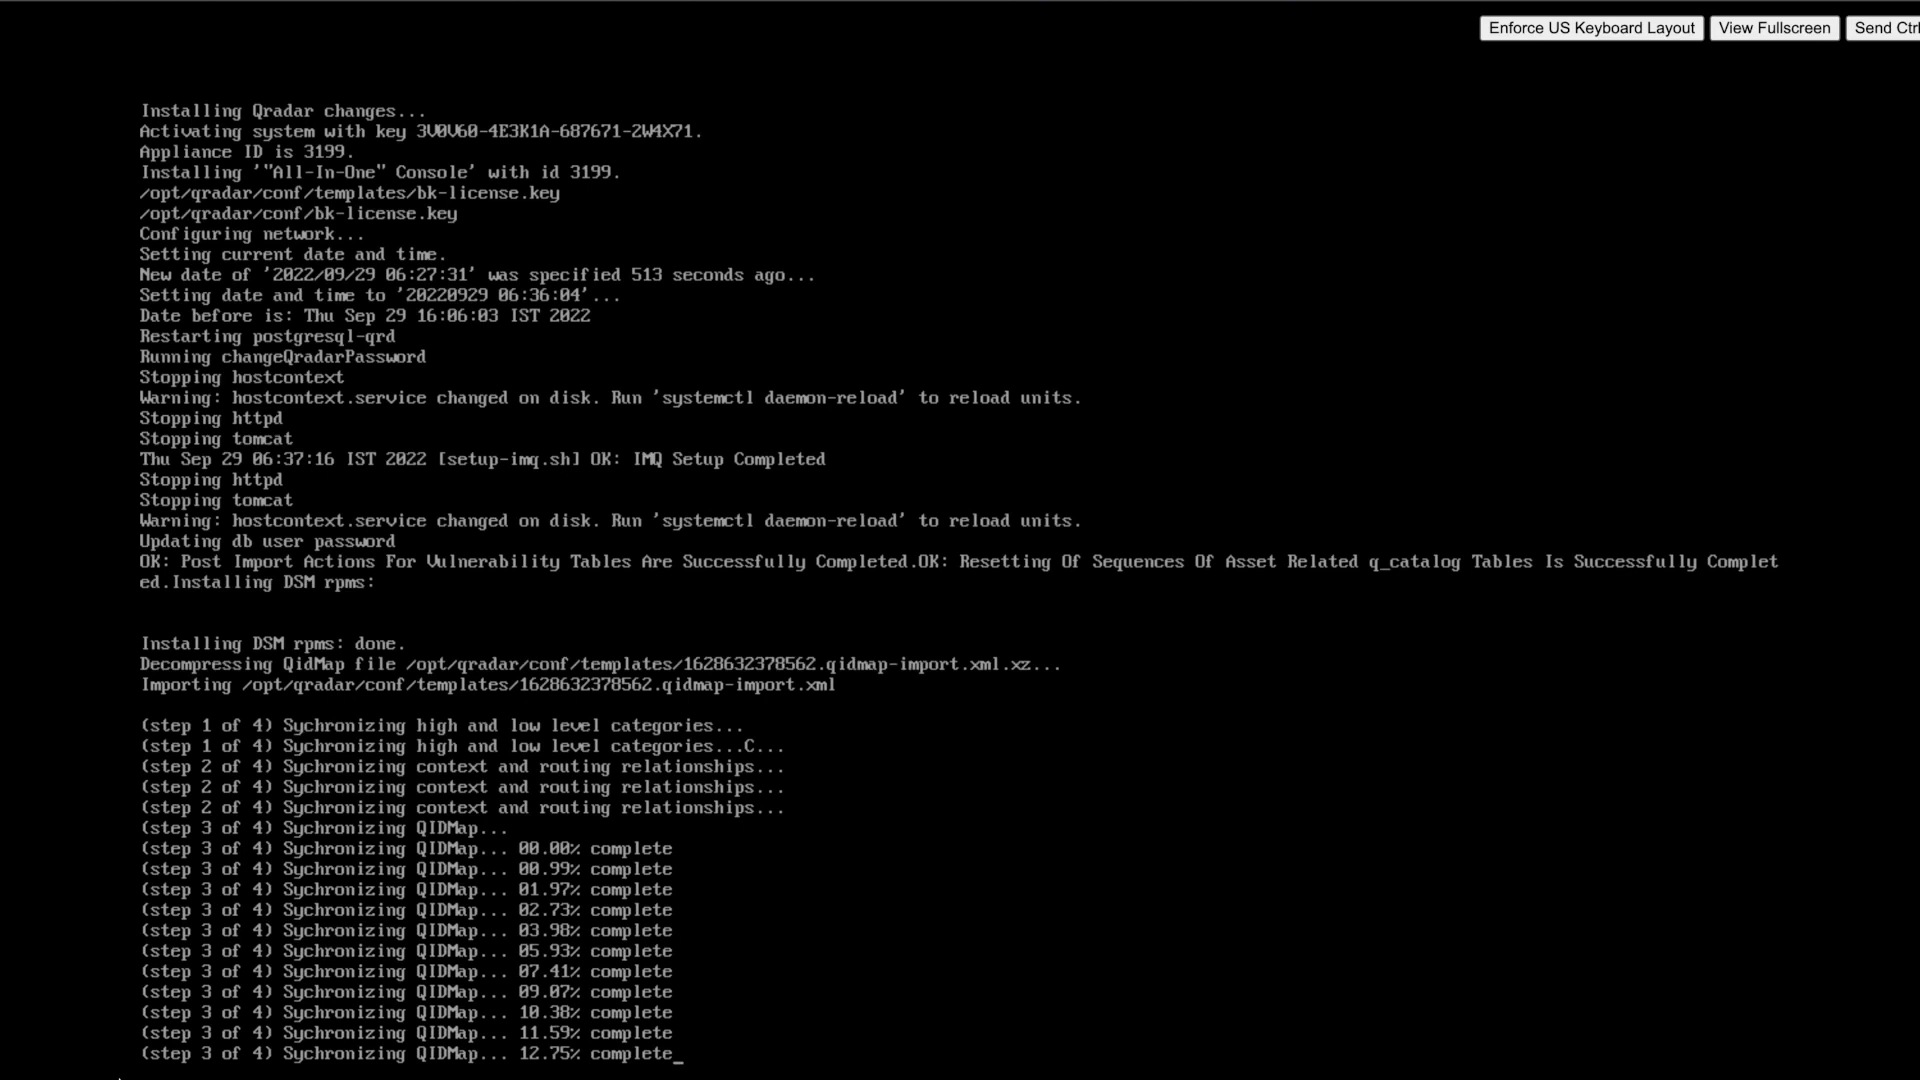 Enforce US Keyboard Layout View Fullscreen Send Ctrl
Installing Qradar changes...
Activating system with key 3V0V60-4E3K1A-687671-2W4X71.
Appliance ID is 3199.
Installing '"All-In-One" Console' with id 3199.
/opt/qradar/conf/templates/bk-license.key
/opt/qradar/conf/bk-license.key
Configuring network...
Setting current date and time.
New date of '2022/09/29 06:27:31' was specified 513 seconds ago...
Setting date and time to '20220929 06:36:04'...
Date before is: Thu Sep 29 16:06:03 IST 2022
Restarting postgresql-qrd
Running changeQradarPassword
Stopping hostcontext
Warning: hostcontext.service changed on disk. Run 'systemctl daemon-reload' to reload units.
Stopping httpd
Stopping tomcat
Thu Sep 29 06:37:16 IST 2022 [setup-imq.sh] OK: IMQ Setup Completed
Stopping httpd
Stopping tomcat
Warning: hostcontext.service changed on disk. Run 'systemctl daemon-reload' to reload units.
Updating db user password
OK: Post Import Actions For Vulnerability Tables Are Successfully Completed.OK: Resetting Of Sequences Of Asset Related q_catalog Tables Is Successfully Complet
ed.Installing DSM rpms:
Installing DSM rpms: done.
Decompressing QidMap file /opt/qradar/conf/templates/1628632378562.qidmap-import.xml.xz...
Importing /opt/qradar/conf/templates/1628632378562.qidmap-import.xml
(step 1 of 4) Sychronizing high and low level categories...
(step 1 of 4) Sychronizing high and low level categories...C...
(step 2 of 4) Sychronizing context and routing relationships...
(step 2 of 4) Sychronizing context and routing relationships...
(step 2 of 4) Sychronizing context and routing relationships...
(step 3 of 4) Sychronizing QIDMap...
(step 3 of 4) Sychronizing QIDMap... 00.00% complete
(step 3 of 4) Sychronizing QIDMap... 00.99% complete
(step 3 of 4) Sychronizing QIDMap... 01.97% complete
(step 3 of 4) Sychronizing QIDMap... 02.73% complete
(step 3 of 4) Sychronizing QIDMap... 03.98% complete
(step 3 of 4) Sychronizing QIDMap... 05.93% complete
(step 3 of 4) Sychronizing QIDMap... 07.41% complete
(step 3 of 4) Sychronizing QIDMap... 09.07% complete
(step 3 of 4) Sychronizing QIDMap... 10.38% complete
(step 3 of 4) Sychronizing QIDMap... 11.59% complete
(step 3 of 4) Sychronizing QIDMap... 12.75% complete_